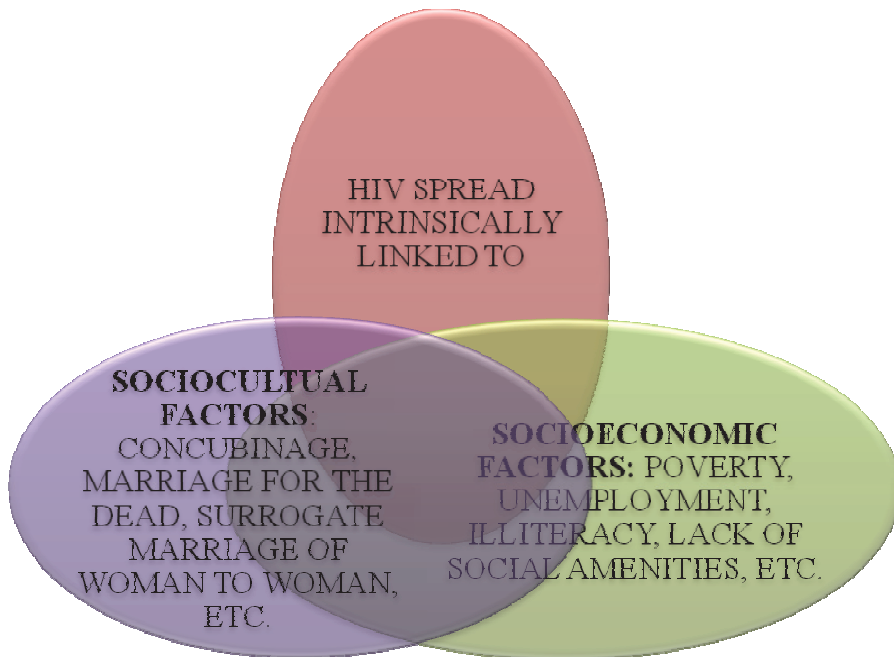 HIV SPREAD
INTRINSICALLY
LINKED TO
SOCIOCULTUAL
FACTORS:
CONCUBINAGE,
MARRIAGE FOR THE
DEAD, SURROGATE
MARRIAGE OF
WOMAN TO WOMAN,
ETC.
SOCIOECONOMIC
FACTORS: POVERTY,
UNEMPLOYMENT,
ILLITERACY, LACK OF
SOCIAL AMENITIES, ETC.